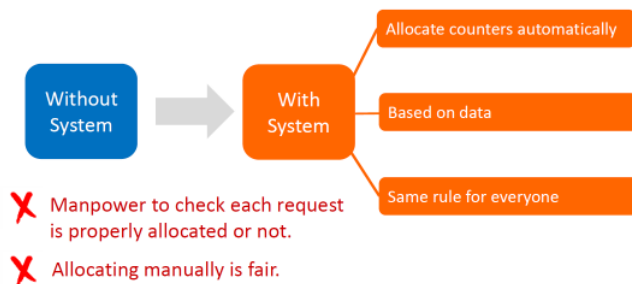 Allocate counters automatically
Without
System
With
System
Based on data
Same rule for everyone
Manpower to check each request
is properly allocated or not.
Allocating manually is fair.